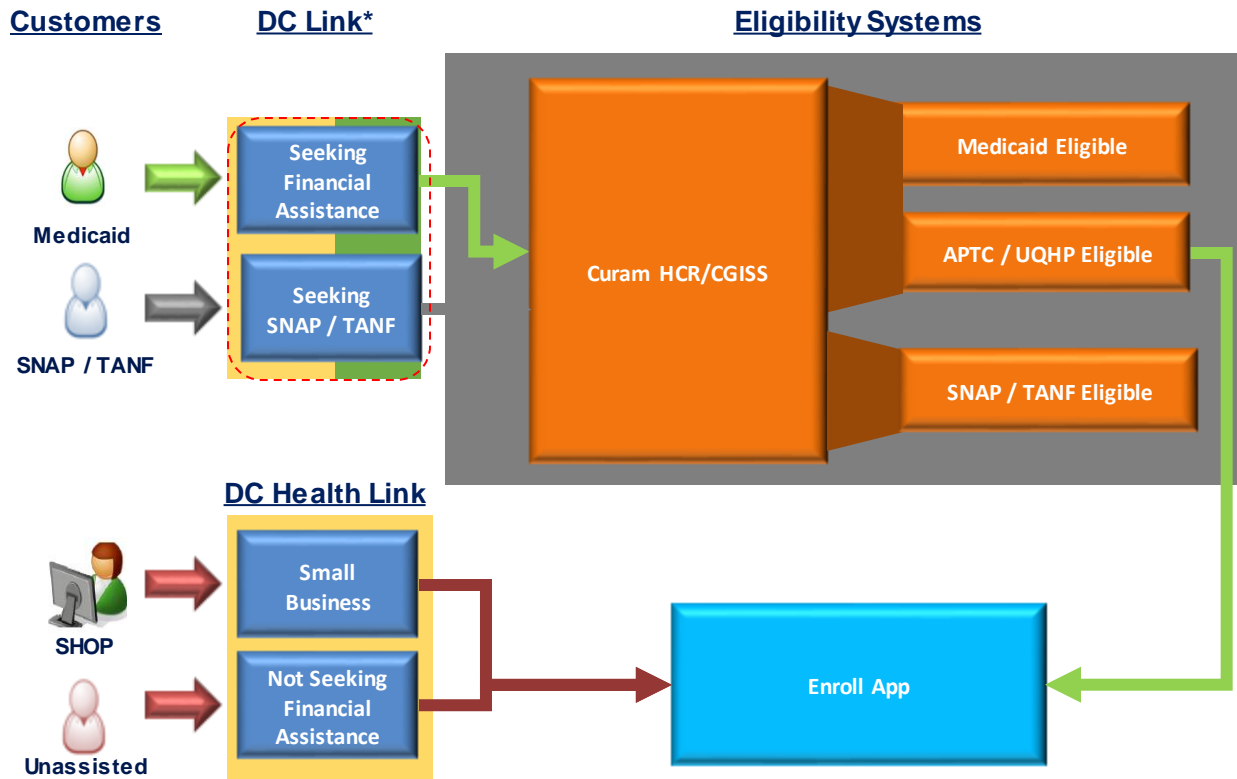 Customers
DC Link*
Eligibility Systems
Medicaid
Seeking
Financial
Assistance
SNAP / TANF
Seeking
SNAP / TANF
Curam HCR/CGISS
Medicaid Eligible
APTC / UQHP Eligible
SNAP / TANF Eligible
DC Health Link
SHOP
Small
Business
Unassisted
Not Seeking
Financial
Assistance
Enroll App